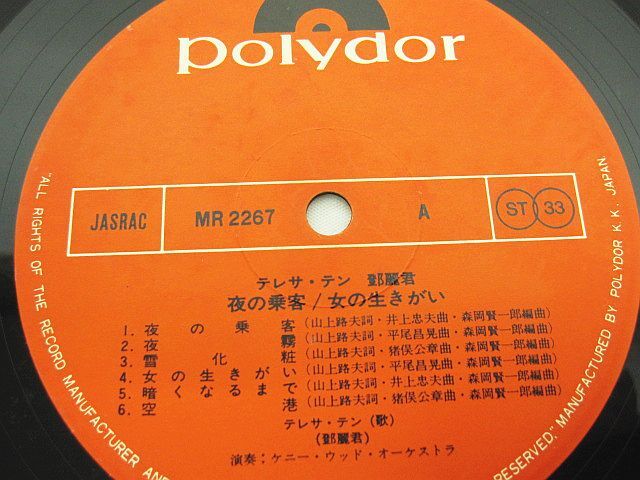 polydor
JASRAC MR 2267 A ST 33
テレサ・テン 鄧麗君
夜の乗客/女の生きがい
1. 夜の乗客(山上路夫詞・井上忠夫曲・森岡賢一郎編曲)
2. 夜霧(山上路夫詞・平尾昌晃曲・森岡賢一郎編曲)
3. 雪化粧(山上路夫詞・猪俣公章曲・森岡賢一郎編曲)
4. 女の生きがい(山上路夫詞・平尾昌晃曲・森岡賢一郎編曲)
5. 暗くなるまで(山上路夫詞・井上忠夫曲・森岡賢一郎編曲)
6. 空港(山上路夫詞・猪俣公章曲・森岡賢一郎編曲)
テレサ・テン(歌)
(鄧麗君)
演奏;ケニー・ウッド・オーケストラ
"ALL RIGHTS OF THE RECORD MANUFACTURER AND
RESERVED." MANUFACTURED BY POLYDOR K. K. JAPAN